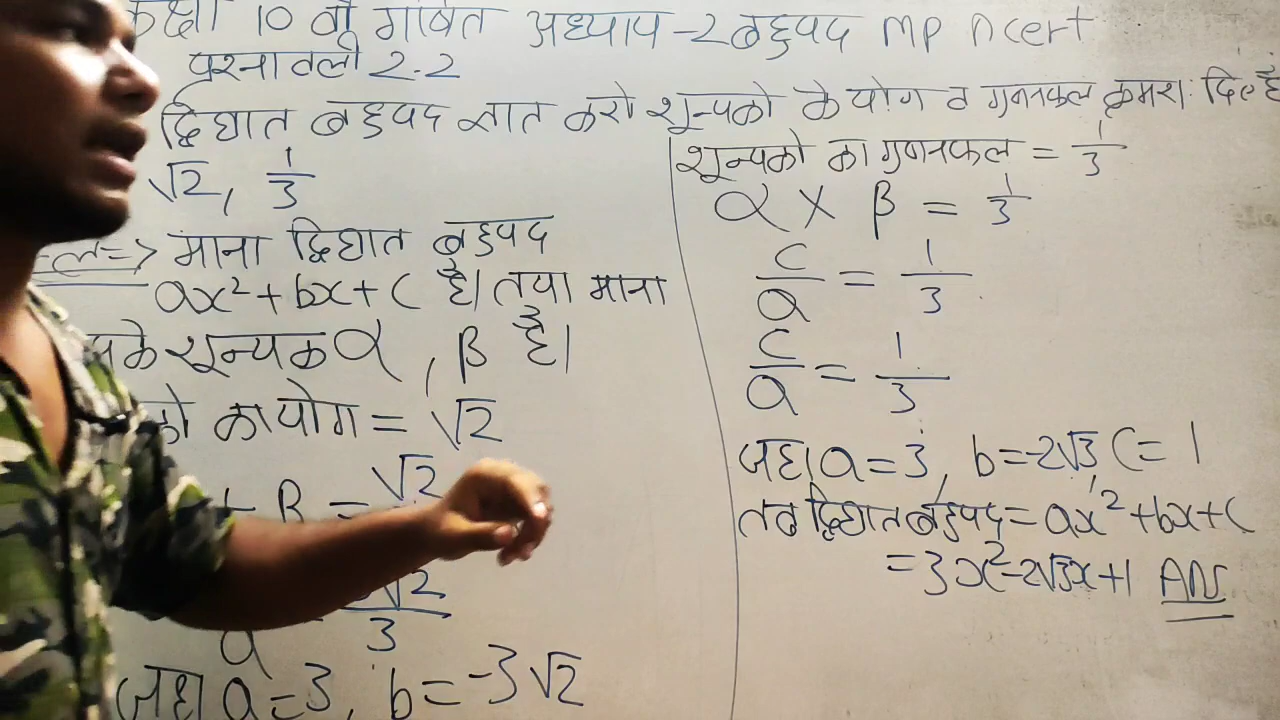 कक्षा 10 वी गणित अध्याय -2 बहुपद MP Ncert
प्रश्नावली 2.2
द्विघात बहुपद ज्ञात करो शून्यको के योग व गुणनफल क्रमश: दिए है
√2, 1/3
हल=> माना द्विघात बहुपद
ax² + bx + c है। तथा माना
शून्यक α, β है।
का योग = √2
+ β = √2
√2/3
a
जहा a=3, b=-3√2
शून्यको का गुणनफल = 1/3
α × β = 1/3
c/a = 1/3
c/a = 1/3
जहा a=3, b=-2√3 c=1
तब द्विघात बहुपद = ax²+bx+c
=3x²-2√3x+1 Ans